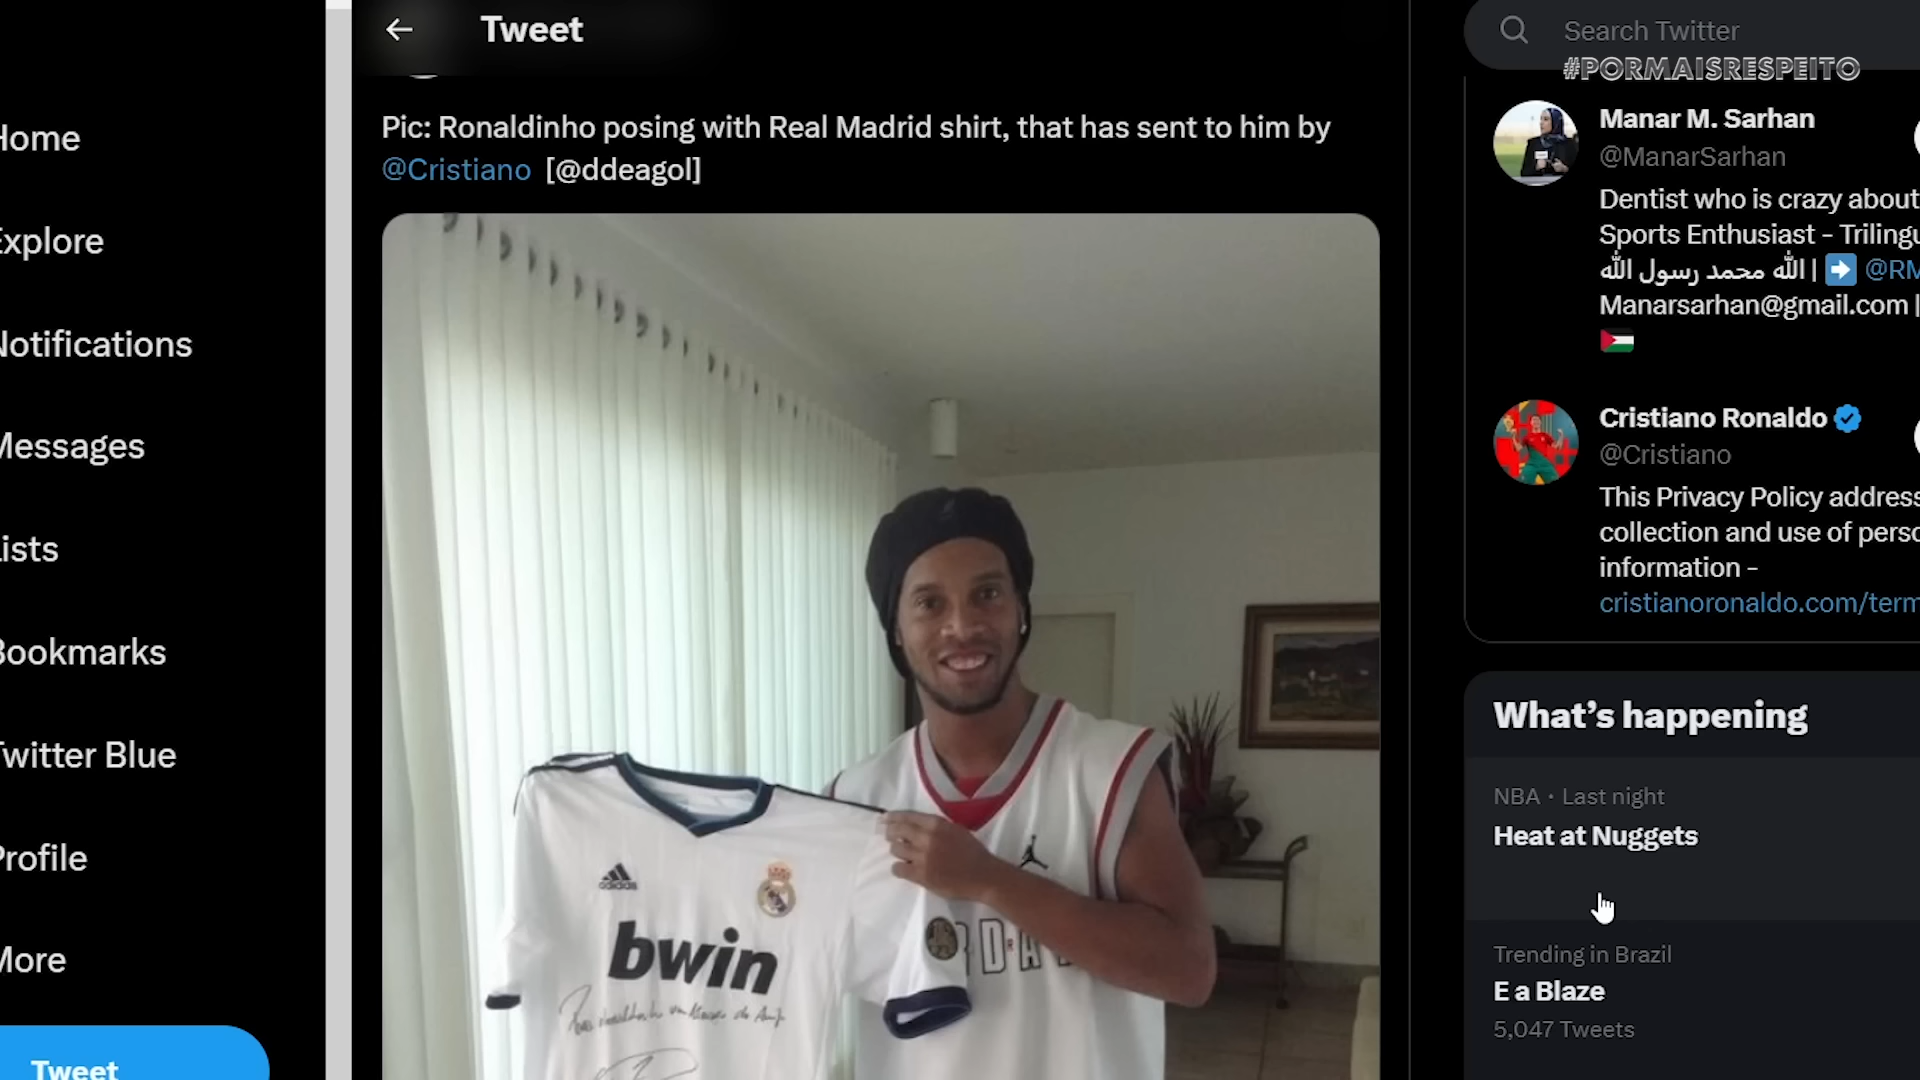 Tweet
Home
Explore
Notifications
Messages
Lists
Bookmarks
Twitter Blue
Profile
More
Tweet
Pic: Ronaldinho posing with Real Madrid shirt, that has sent to him by
@Cristiano [@ddeagol]
adidas
bwin
Search Twitter
#PORMAISRESPEITO
Manar M. Sarhan
@ManarSarhan
Dentist who is crazy about
Sports Enthusiast - Trilingu
الله محمد رسول الله | @RM
Manarsarhan@gmail.com |
Cristiano Ronaldo
@Cristiano
This Privacy Policy address
collection and use of perso
information -
cristianoronaldo.com/term
What's happening
NBA · Last night
Heat at Nuggets
Trending in Brazil
E a Blaze
5,047 Tweets